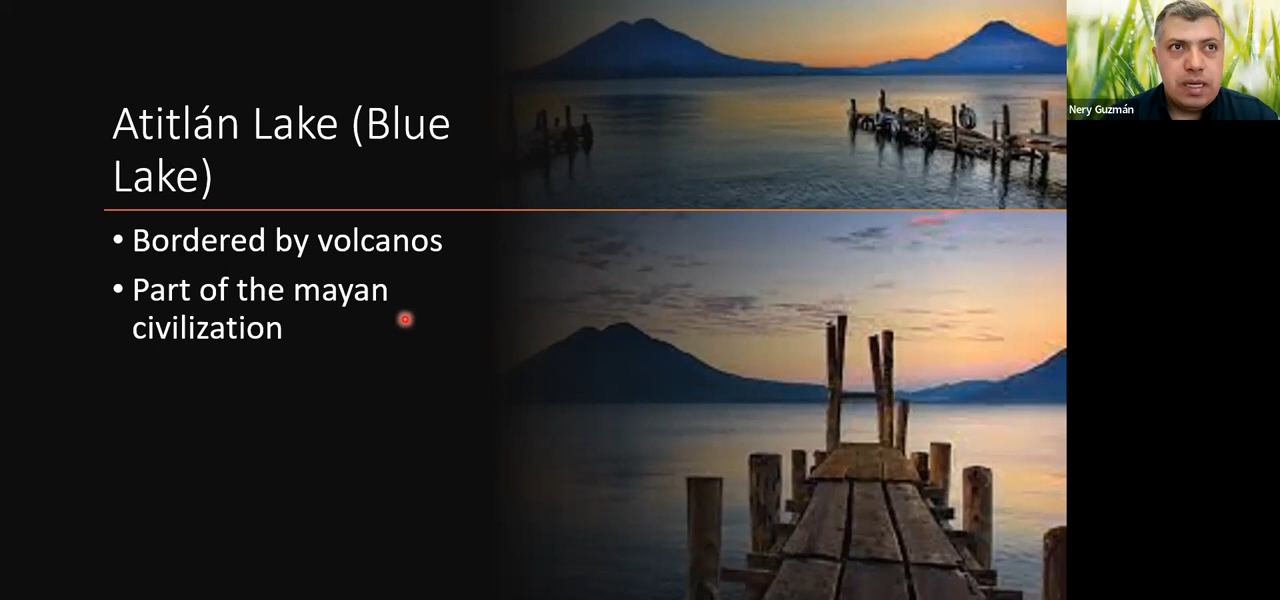 Atitlán Lake (Blue
Lake)
• Bordered by volcanos
• Part of the mayan
civilization
Nery Guzmán